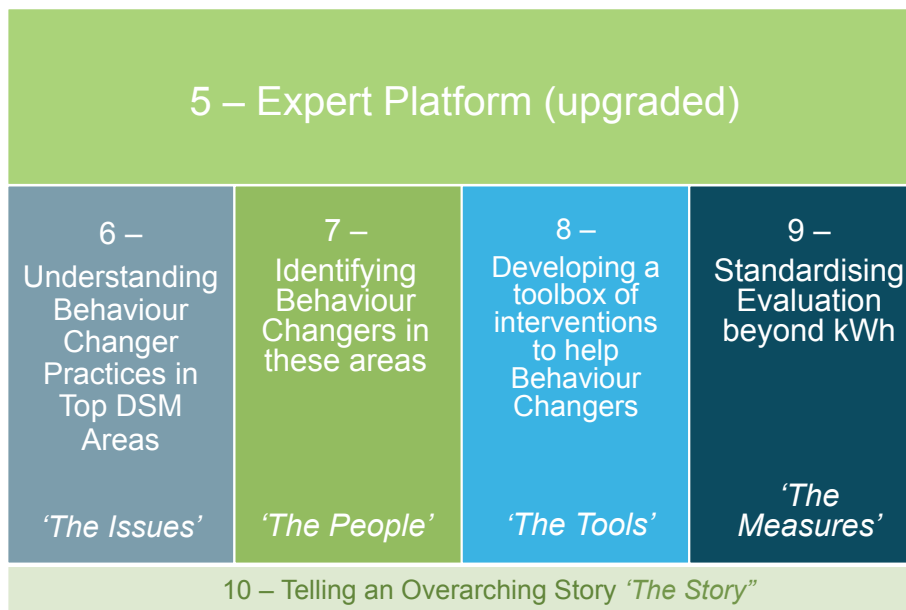 5 – Expert Platform (upgraded)
6 –
Understanding
Behaviour
Changer
Practices in
Top DSM
Areas
‘The Issues’
7 –
Identifying
Behaviour
Changers in
these areas
‘The People’
8 –
Developing a
toolbox of
interventions
to help
Behaviour
Changers
‘The Tools’
9 –
Standardising
Evaluation
beyond kWh
‘The
Measures’
10 – Telling an Overarching Story ‘The Story”